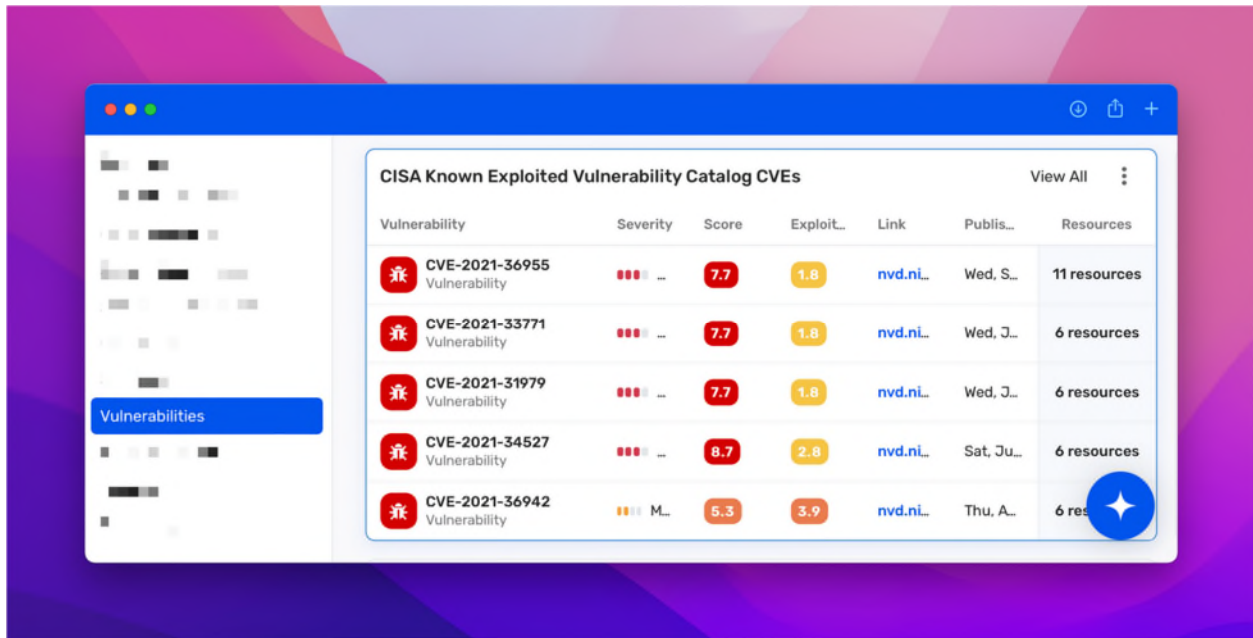 CISA Known Exploited Vulnerability Catalog CVEs View All
Vulnerability Severity Score Exploit... Link Publis... Resources
CVE-2021-36955
Vulnerability
... 7.7 1.8 nvd.ni... Wed, S... 11 resources
CVE-2021-33771
Vulnerability
... 7.7 1.8 nvd.ni... Wed, J... 6 resources
CVE-2021-31979
Vulnerability
... 7.7 1.8 nvd.ni... Wed, J... 6 resources
Vulnerabilities
CVE-2021-34527
Vulnerability
... 8.7 2.8 nvd.ni... Sat, Ju... 6 resources
CVE-2021-36942
Vulnerability
M... 5.3 3.9 nvd.ni... Thu, A... 6 res